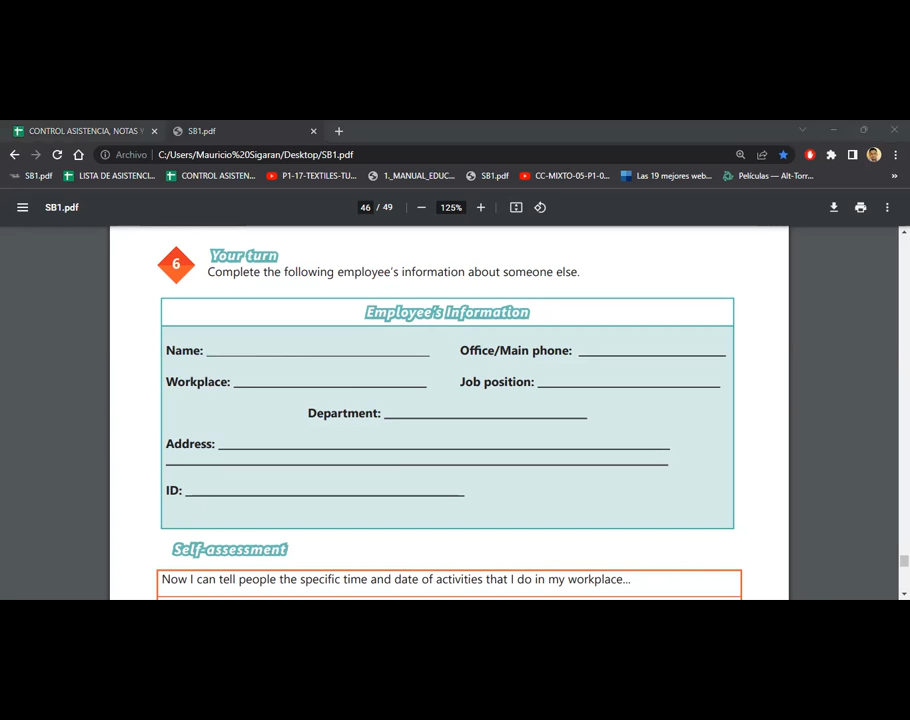 CONTROL ASISTENCIA, NOTAS Y
SB1.pdf
Archivo C:/Users/Mauricio%20Sigaran/Desktop/SB1.pdf
SB1.pdf LISTA DE ASISTENCI... CONTROL ASISTEN... P1-17-TEXTILES-TU... 1._MANUAL_EDUC... SB1.pdf CC-MIXTO-05-P1-0... Las 19 mejores web... Películas — Alt-Torr... »
SB1.pdf 46 / 49 125%
6 Your turn
Complete the following employee's information about someone else.
Employee's Information
Name: Office/Main phone:
Workplace: Job position:
Department:
Address:
ID:
Self-assessment
Now I can tell people the specific time and date of activities that I do in my workplace...